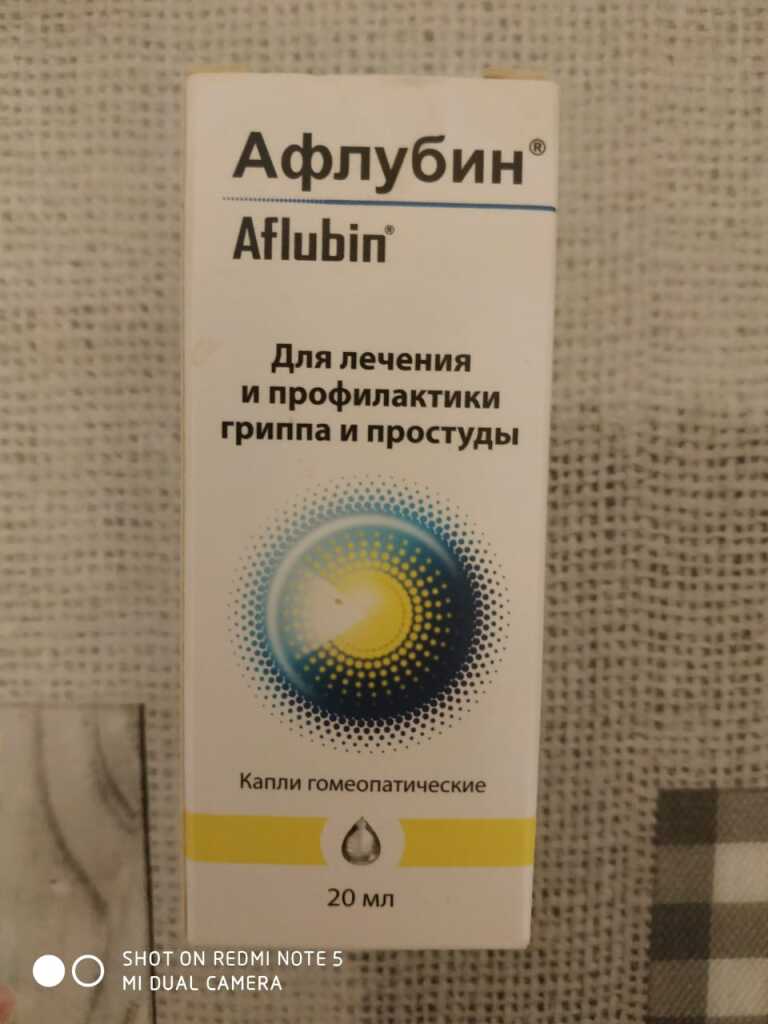 Афлубин®
Aflubin®
Для лечения
и профилактики
гриппа и простуды
Капли гомеопатические
20 мл
SHOT ON REDMI NOTE 5
MI DUAL CAMERA